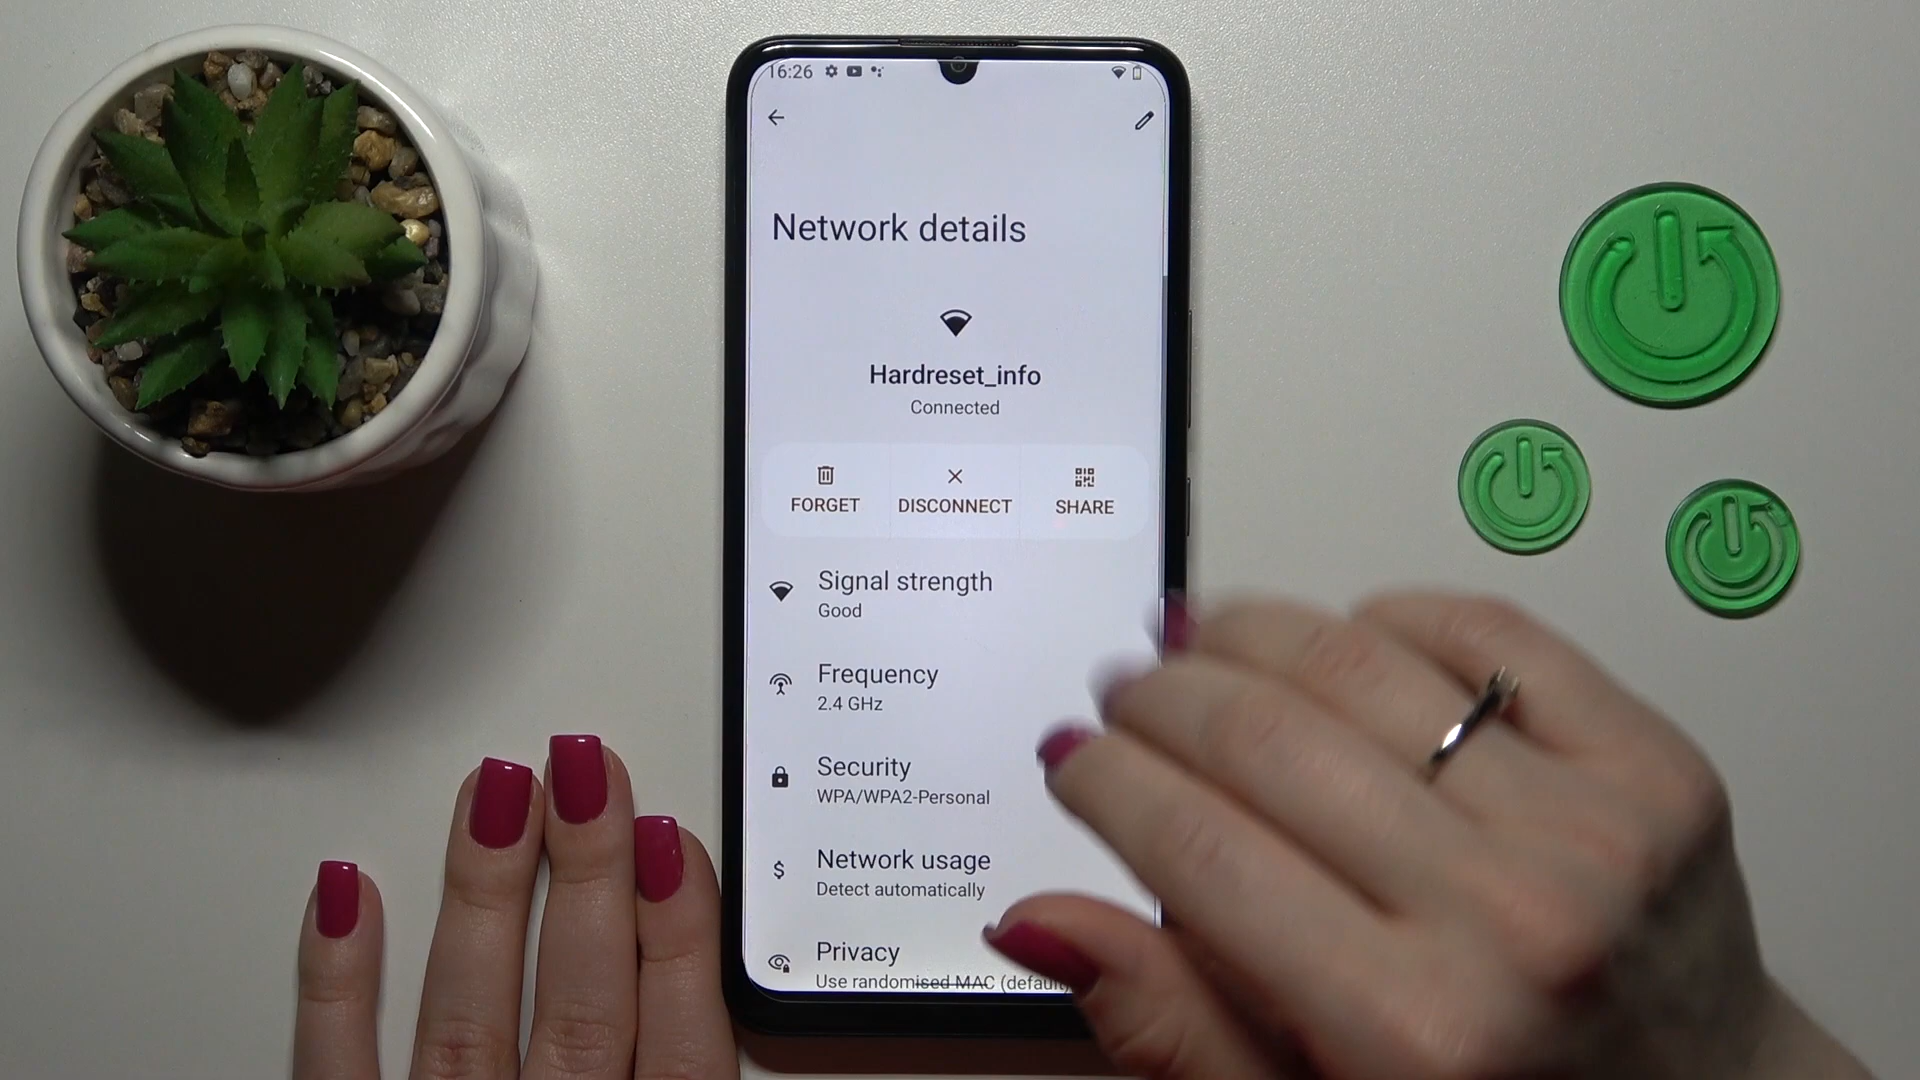 16:26
Network details
Hardreset_info
Connected
FORGET
DISCONNECT
SHARE
Signal strength
Good
Frequency
2.4 GHz
Security
WPA/WPA2-Personal
Network usage
Detect automatically
Privacy
Use randomised MAC (default)